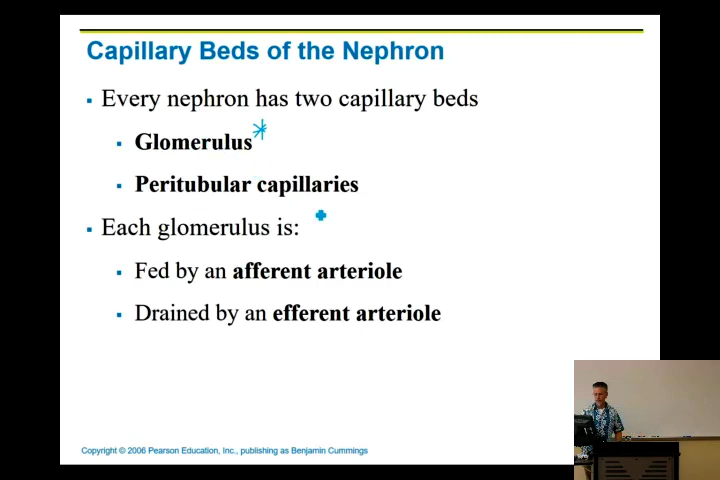 Capillary Beds of the Nephron
▪ Every nephron has two capillary beds
▪ Glomerulus*
▪ Peritubular capillaries
▪ Each glomerulus is:
▪ Fed by an afferent arteriole
▪ Drained by an efferent arteriole
Copyright © 2006 Pearson Education, Inc., publishing as Benjamin Cummings